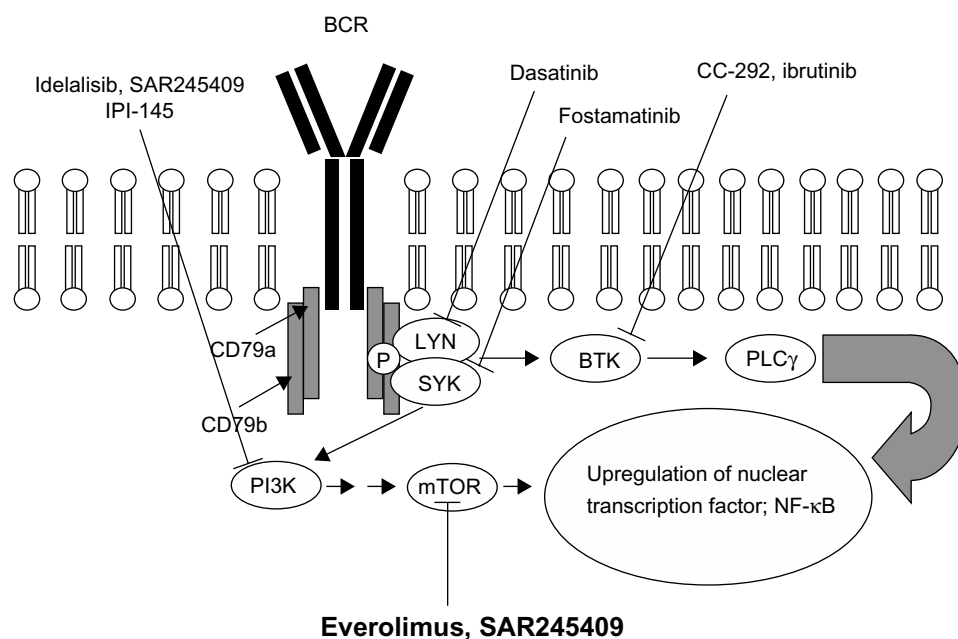 BCR
Idelalisib, SAR245409
IPI-145
Dasatinib
CC-292, ibrutinib
Fostamatinib
CD79a
LYN
P
SYK
BTK
PLCγ
CD79b
PI3K
mTOR
Upregulation of nuclear
transcription factor; NF-κB
Everolimus, SAR245409